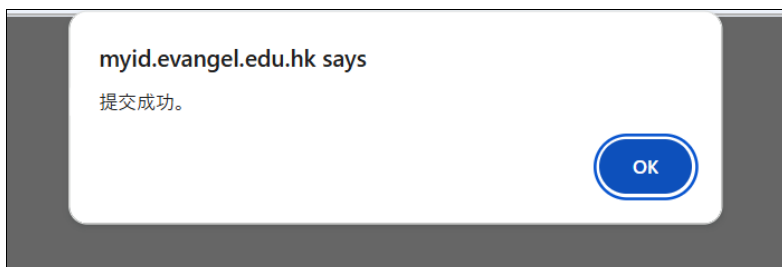 myid.evangel.edu.hk says
提交成功。
OK